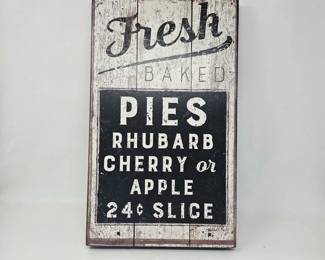 Fresh
BAKED
PIES
RHUBARB
CHERRY or
APPLE
24¢ SLICE